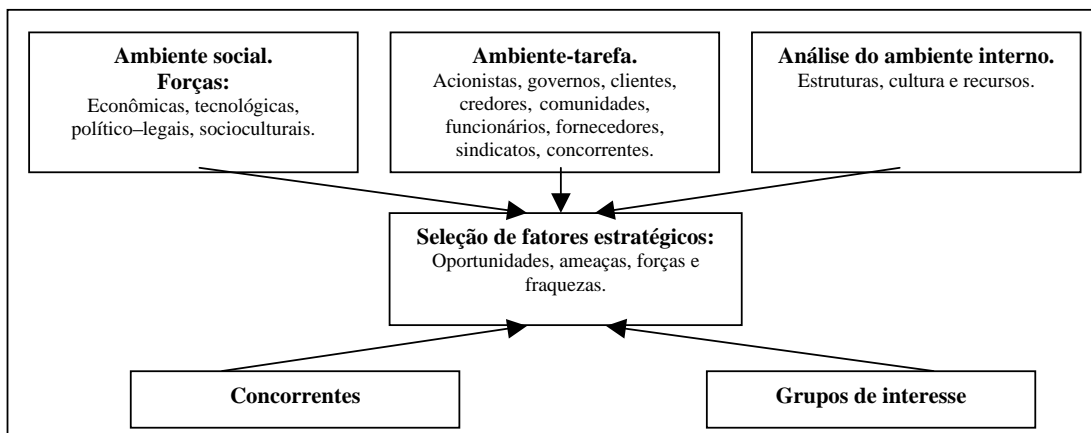 Ambiente social.
Forças:
Econômicas, tecnológicas,
político–legais, socioculturais.
Ambiente-tarefa.
Acionistas, governos, clientes,
credores, comunidades,
funcionários, fornecedores,
sindicatos, concorrentes.
Análise do ambiente interno.
Estruturas, cultura e recursos.
Seleção de fatores estratégicos:
Oportunidades, ameaças, forças e
fraquezas.
Concorrentes
Grupos de interesse